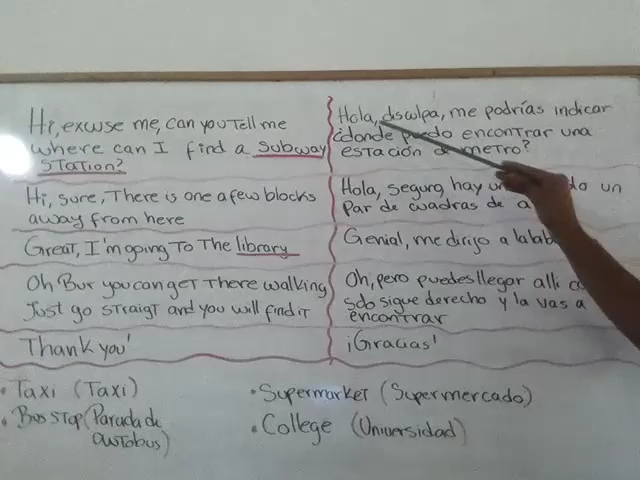 Hi, excuse me, can you Tell me
where can I find a subway
station?
Hola, disculpa, me podrías indicar
¿donde puedo encontrar una
estación de metro?
Hi, sure, There is one a few blocks
away from here
Hola, seguro, hay un
par de cuadras de a
Great, I'm going To The library
Genial, me dirijo a la
Oh But you can get There walking
Just go straigt and you will find it
Oh, pero puedes llegar alli
solo sigue derecho y la vas a
encontrar
Thank you!
¡Gracias!
• Taxi (Taxi)
• Bus stop (Parada de
autobus)
• Supermarket (Supermercado)
• College (Universidad)